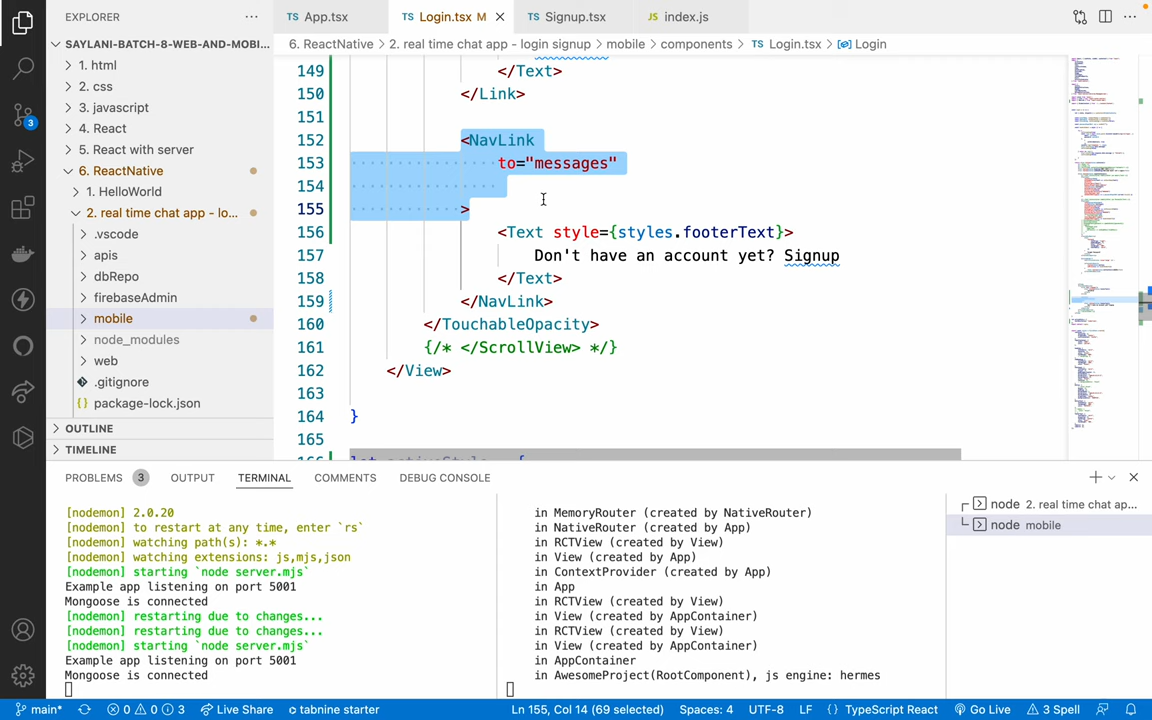 EXPLORER
App.tsx
Login.tsx M
Signup.tsx
JS index.js
SAYLANI-BATCH-8-WEB-AND-MOBI...
6. ReactNative > 2. real time chat app - login signup > mobile > components > Login.tsx > Login
1. html
2. css
3. javascript
4. React
5. React with server
6. ReactNative
1. HelloWorld
2. real time chat app - lo...
.vscode
apis
dbRepo
firebaseAdmin
mobile
node_modules
web
.gitignore
package-lock.json
OUTLINE
TIMELINE
149 </Text>
150 </Link>
151
152 <NavLink
153 to="messages"
154
155 >
156 <Text style={styles.footerText}>
157 Don't have an account yet? Signup
158 </Text>
159 </NavLink>
160 </TouchableOpacity>
161 {/* </ScrollView> */}
162 </View>
163
164 }
165
PROBLEMS 3 OUTPUT TERMINAL COMMENTS DEBUG CONSOLE
[nodemon] 2.0.20
[nodemon] to restart at any time, enter `rs`
[nodemon] watching path(s): *.*
[nodemon] watching extensions: js,mjs,json
[nodemon] starting `node server.mjs`
Example app listening on port 5001
Mongoose is connected
[nodemon] restarting due to changes...
[nodemon] restarting due to changes...
[nodemon] starting `node server.mjs`
Example app listening on port 5001
Mongoose is connected
in MemoryRouter (created by NativeRouter)
in NativeRouter (created by App)
in RCTView (created by View)
in View (created by App)
in ContextProvider (created by App)
in App
in RCTView (created by View)
in View (created by AppContainer)
in RCTView (created by View)
in View (created by AppContainer)
in AppContainer
in AwesomeProject(RootComponent), js engine: hermes
node 2. real time chat ap...
node mobile
3
main* 0 0 3 Live Share tabnine starter Ln 155, Col 14 (69 selected) Spaces: 4 UTF-8 LF {} TypeScript React Go Live 3 Spell